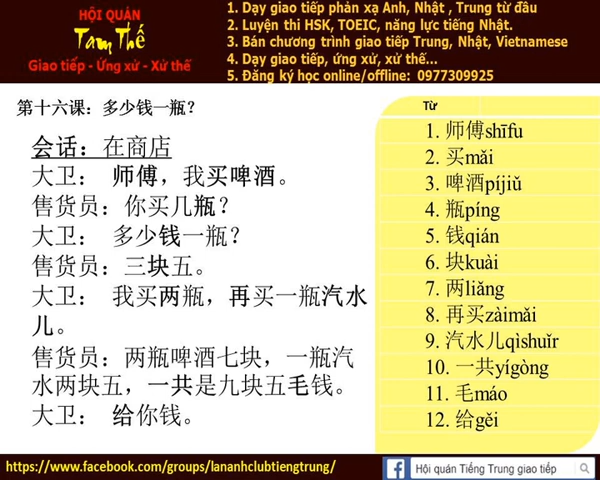 HỘI QUÁN
Tam Thế
Giao tiếp - Ứng xử - Xử thế
1. Dạy giao tiếp phản xạ Anh, Nhật , Trung từ đầu
2. Luyện thi HSK, TOEIC, năng lực tiếng Nhật.
3. Bán chương trình giao tiếp Trung, Nhật, Vietnamese
4. Dạy giao tiếp, ứng xử, xử thế...
5. Đăng ký học online/offline: 0977309925
第十六课：多少钱一瓶？
会话：在商店
大卫： 师傅，我买啤酒。
售货员：你买几瓶？
大卫： 多少钱一瓶？
售货员：三块五。
大卫： 我买两瓶，再买一瓶汽水
儿。
售货员：两瓶啤酒七块，一瓶汽
水两块五，一共是九块五毛钱。
大卫： 给你钱。
Từ
1. 师傅shīfu
2. 买mǎi
3. 啤酒píjiǔ
4. 瓶píng
5. 钱qián
6. 块kuài
7. 两liǎng
8. 再买zàimǎi
9. 汽水儿qìshuǐr
10. 一共yígòng
11. 毛máo
12. 给gěi
https://www.facebook.com/groups/lananhclubtiengtrung/
f
Hội quán Tiếng Trung giao tiếp